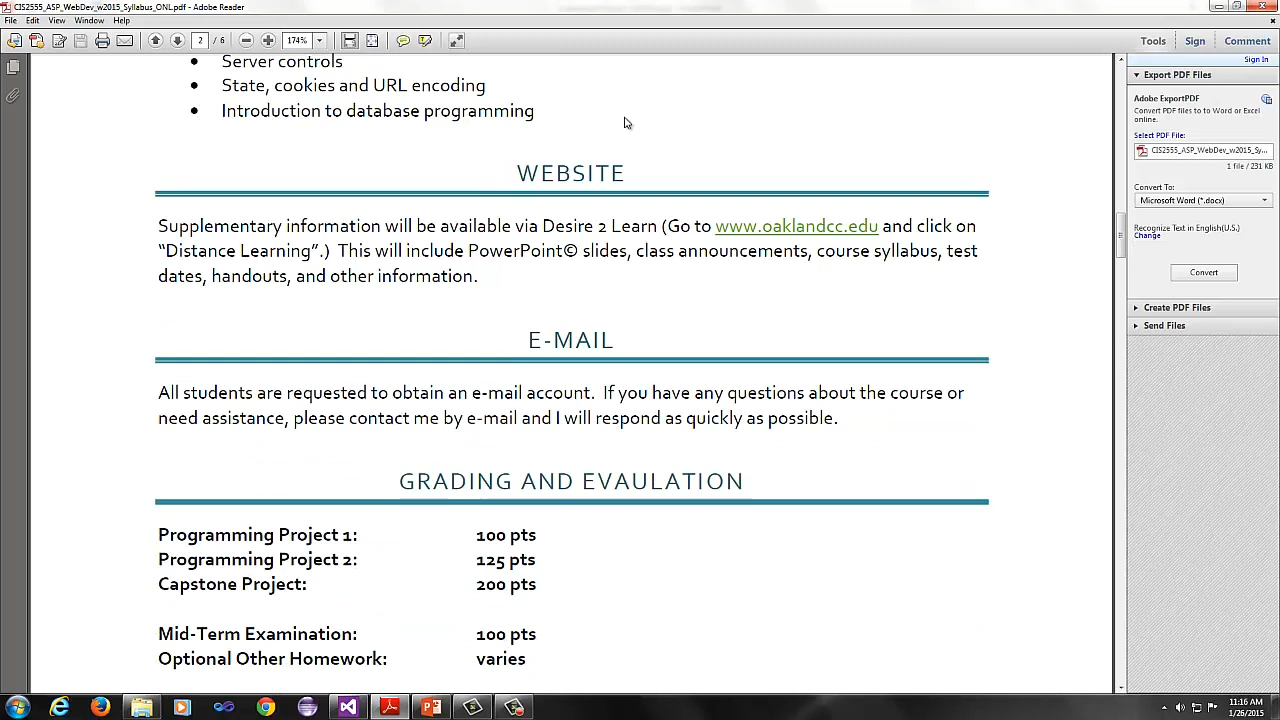 CIS2555_ASP_WebDev_w2015_Syllabus_ONL.pdf - Adobe Reader
File Edit View Window Help
2 / 6 174% Tools Sign Comment
Sign In
• Server controls
• State, cookies and URL encoding
• Introduction to database programming
WEBSITE
Supplementary information will be available via Desire 2 Learn (Go to www.oaklandcc.edu and click on
“Distance Learning”.) This will include PowerPoint© slides, class announcements, course syllabus, test
dates, handouts, and other information.
E-MAIL
All students are requested to obtain an e-mail account. If you have any questions about the course or
need assistance, please contact me by e-mail and I will respond as quickly as possible.
GRADING AND EVAULATION
Programming Project 1: 100 pts
Programming Project 2: 125 pts
Capstone Project: 200 pts
Mid-Term Examination: 100 pts
Optional Other Homework: varies
Export PDF Files
Adobe ExportPDF
Convert PDF files to to Word or Excel
online.
Select PDF File:
CIS2555_ASP_WebDev_w2015_Sy...
1 file / 231 KB
Convert To:
Microsoft Word (*.docx)
Recognize Text in English(U.S.)
Change
Convert
Create PDF Files
Send Files
11:16 AM
1/26/2015